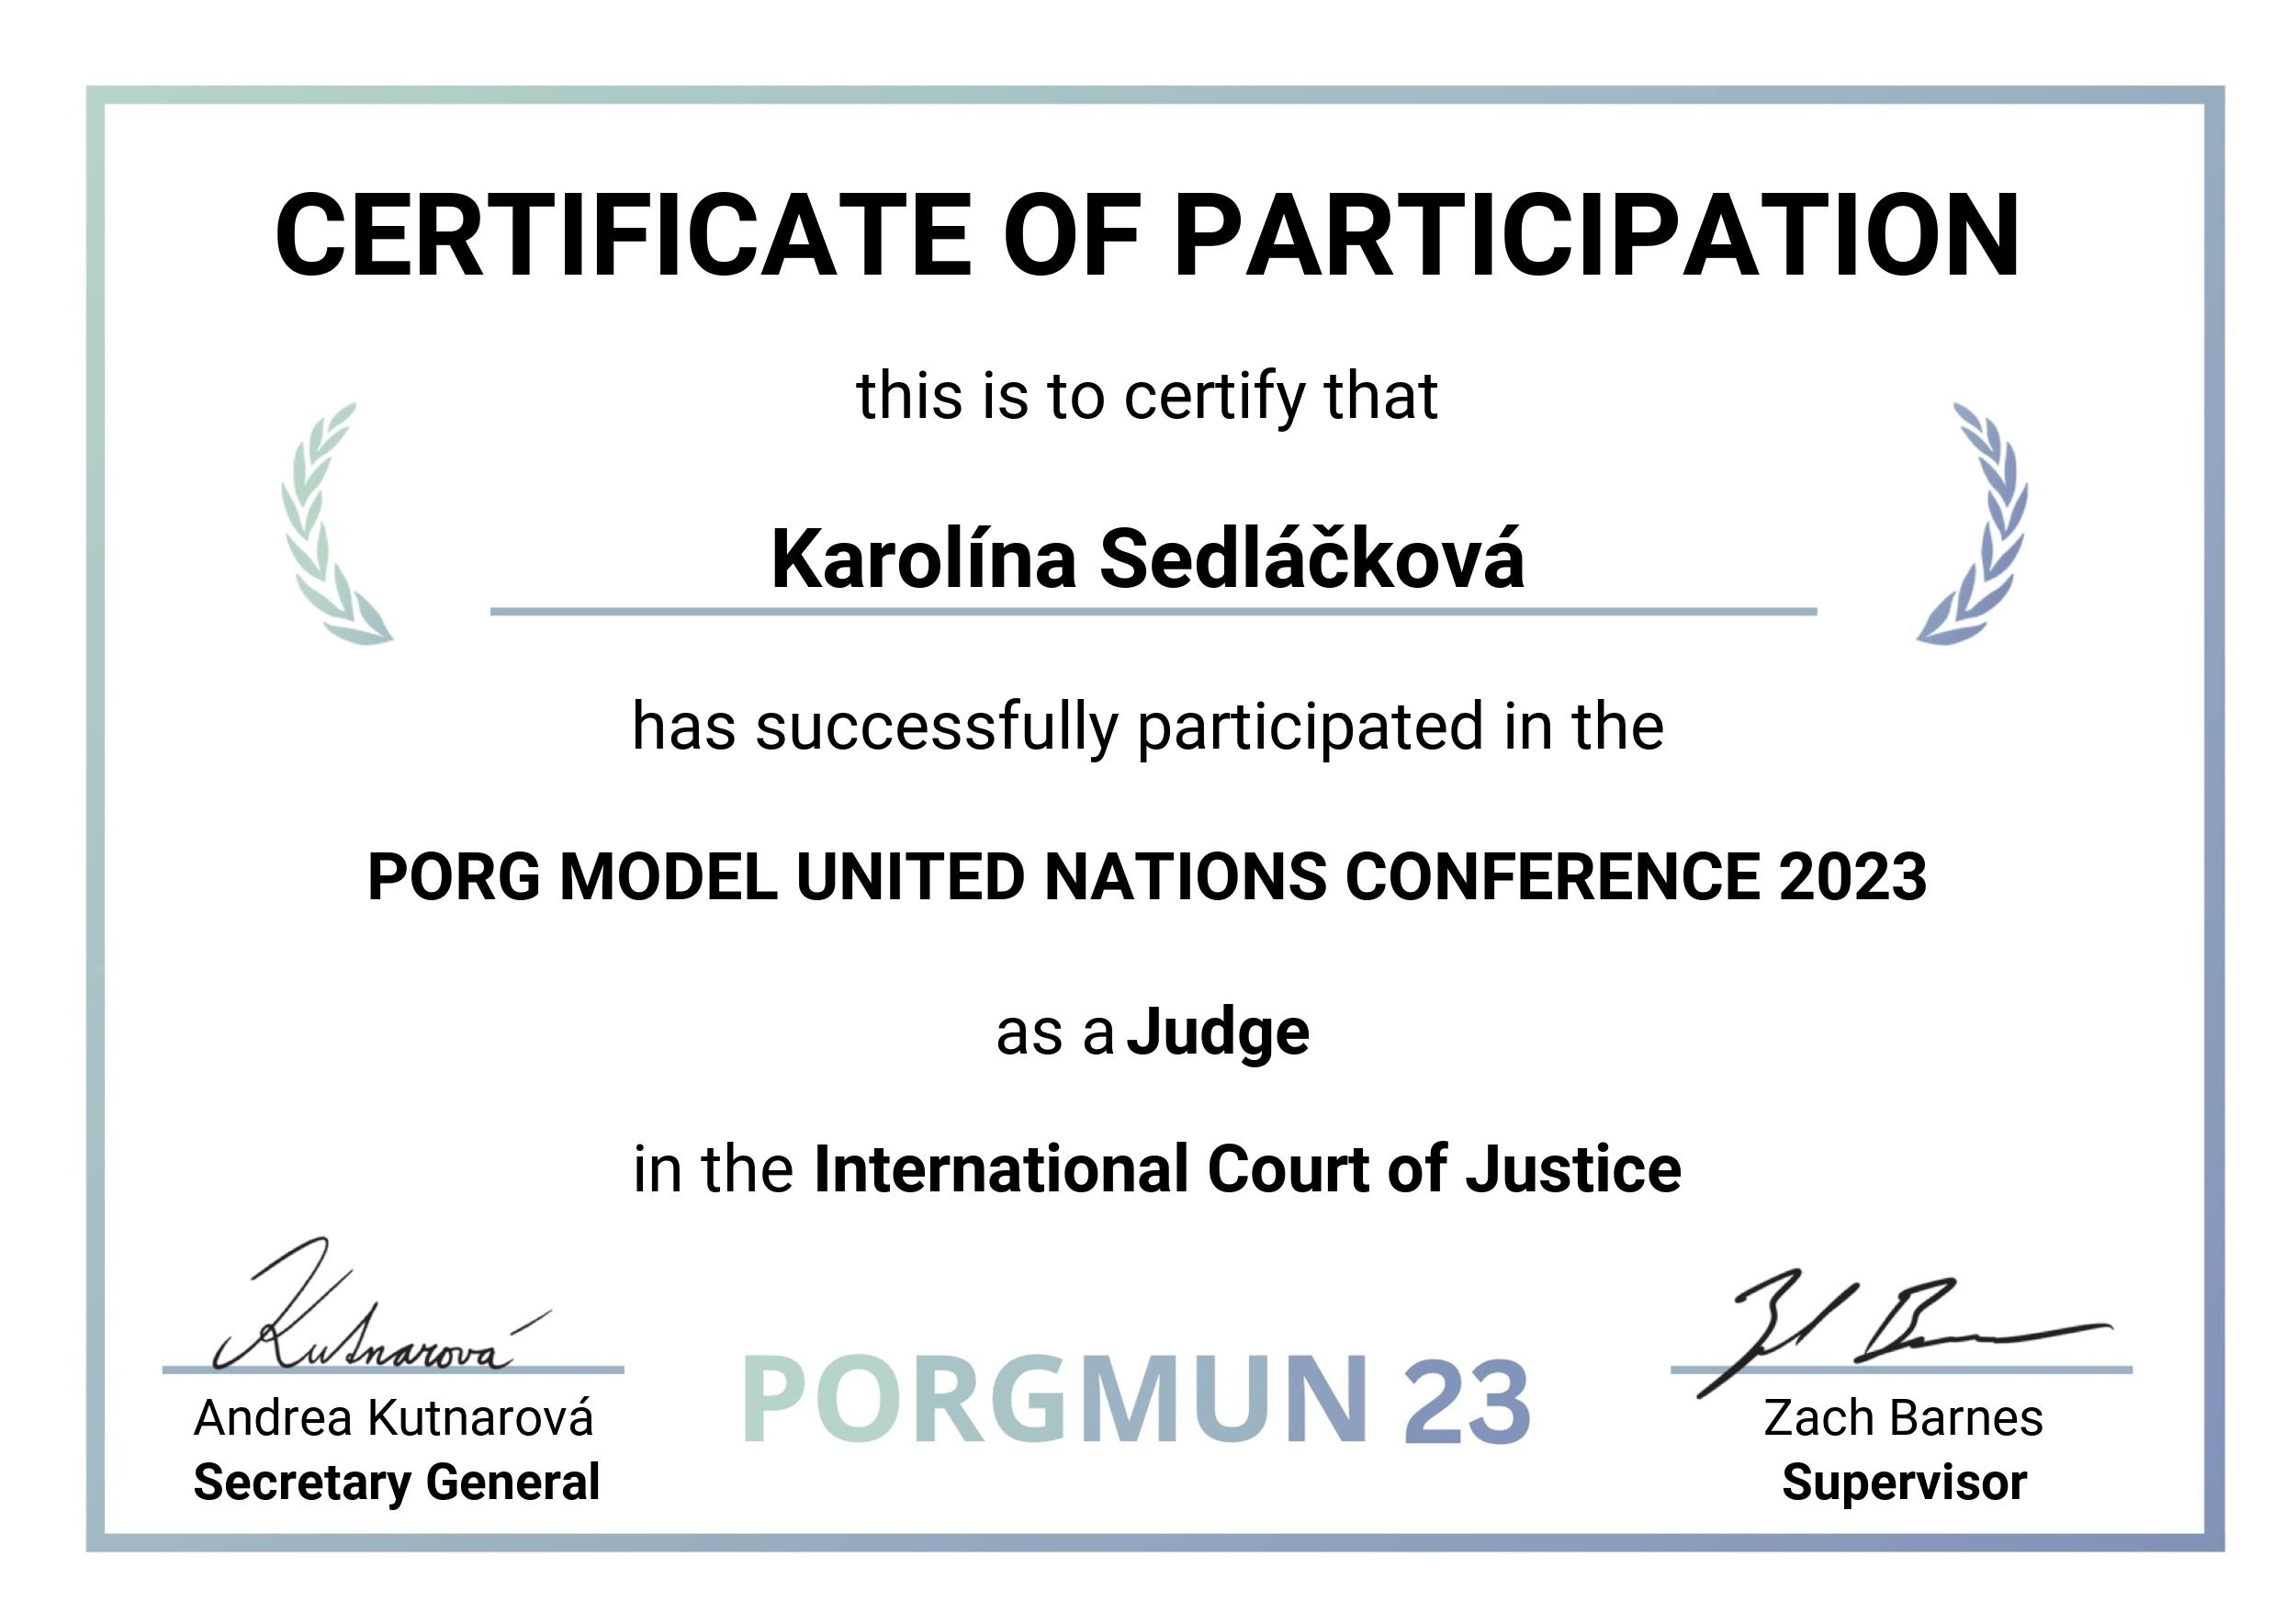 CERTIFICATE OF PARTICIPATION
this is to certify that
Karolína Sedláčková
has successfully participated in the
PORG MODEL UNITED NATIONS CONFERENCE 2023
as a Judge
in the International Court of Justice
Kutnarová
Andrea Kutnarová
Secretary General
PORGMUN 23
Zach Barnes
Supervisor